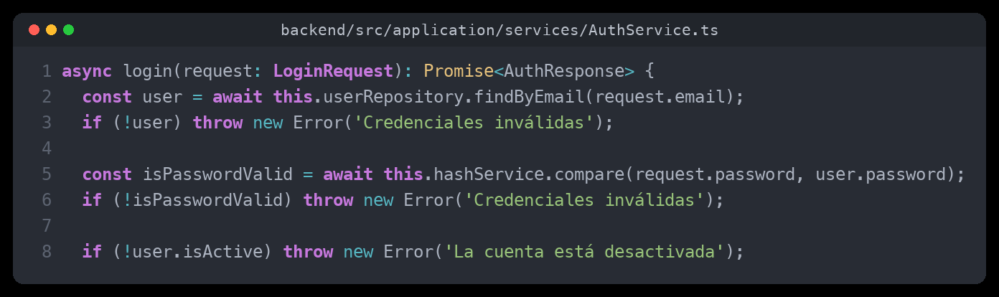 backend/src/application/services/AuthService.ts
1 async login(request: LoginRequest): Promise<AuthResponse> {
2   const user = await this.userRepository.findByEmail(request.email);
3   if (!user) throw new Error('Credenciales inválidas');
4
5   const isPasswordValid = await this.hashService.compare(request.password, user.password);
6   if (!isPasswordValid) throw new Error('Credenciales inválidas');
7
8   if (!user.isActive) throw new Error('La cuenta está desactivada');